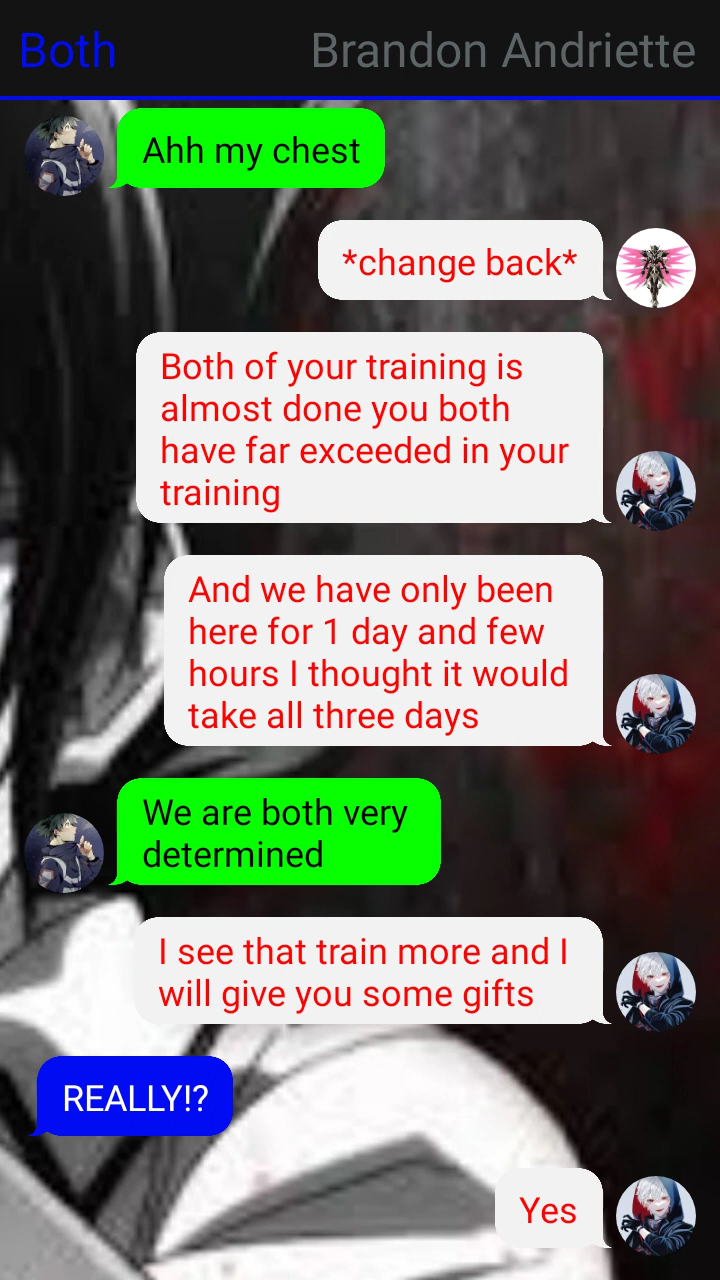 Both
Brandon Andriette
Ahh my chest
*change back*
Both of your training is
almost done you both
have far exceeded in your
training
And we have only been
here for 1 day and few
hours I thought it would
take all three days
We are both very
determined
I see that train more and I
will give you some gifts
REALLY!?
Yes